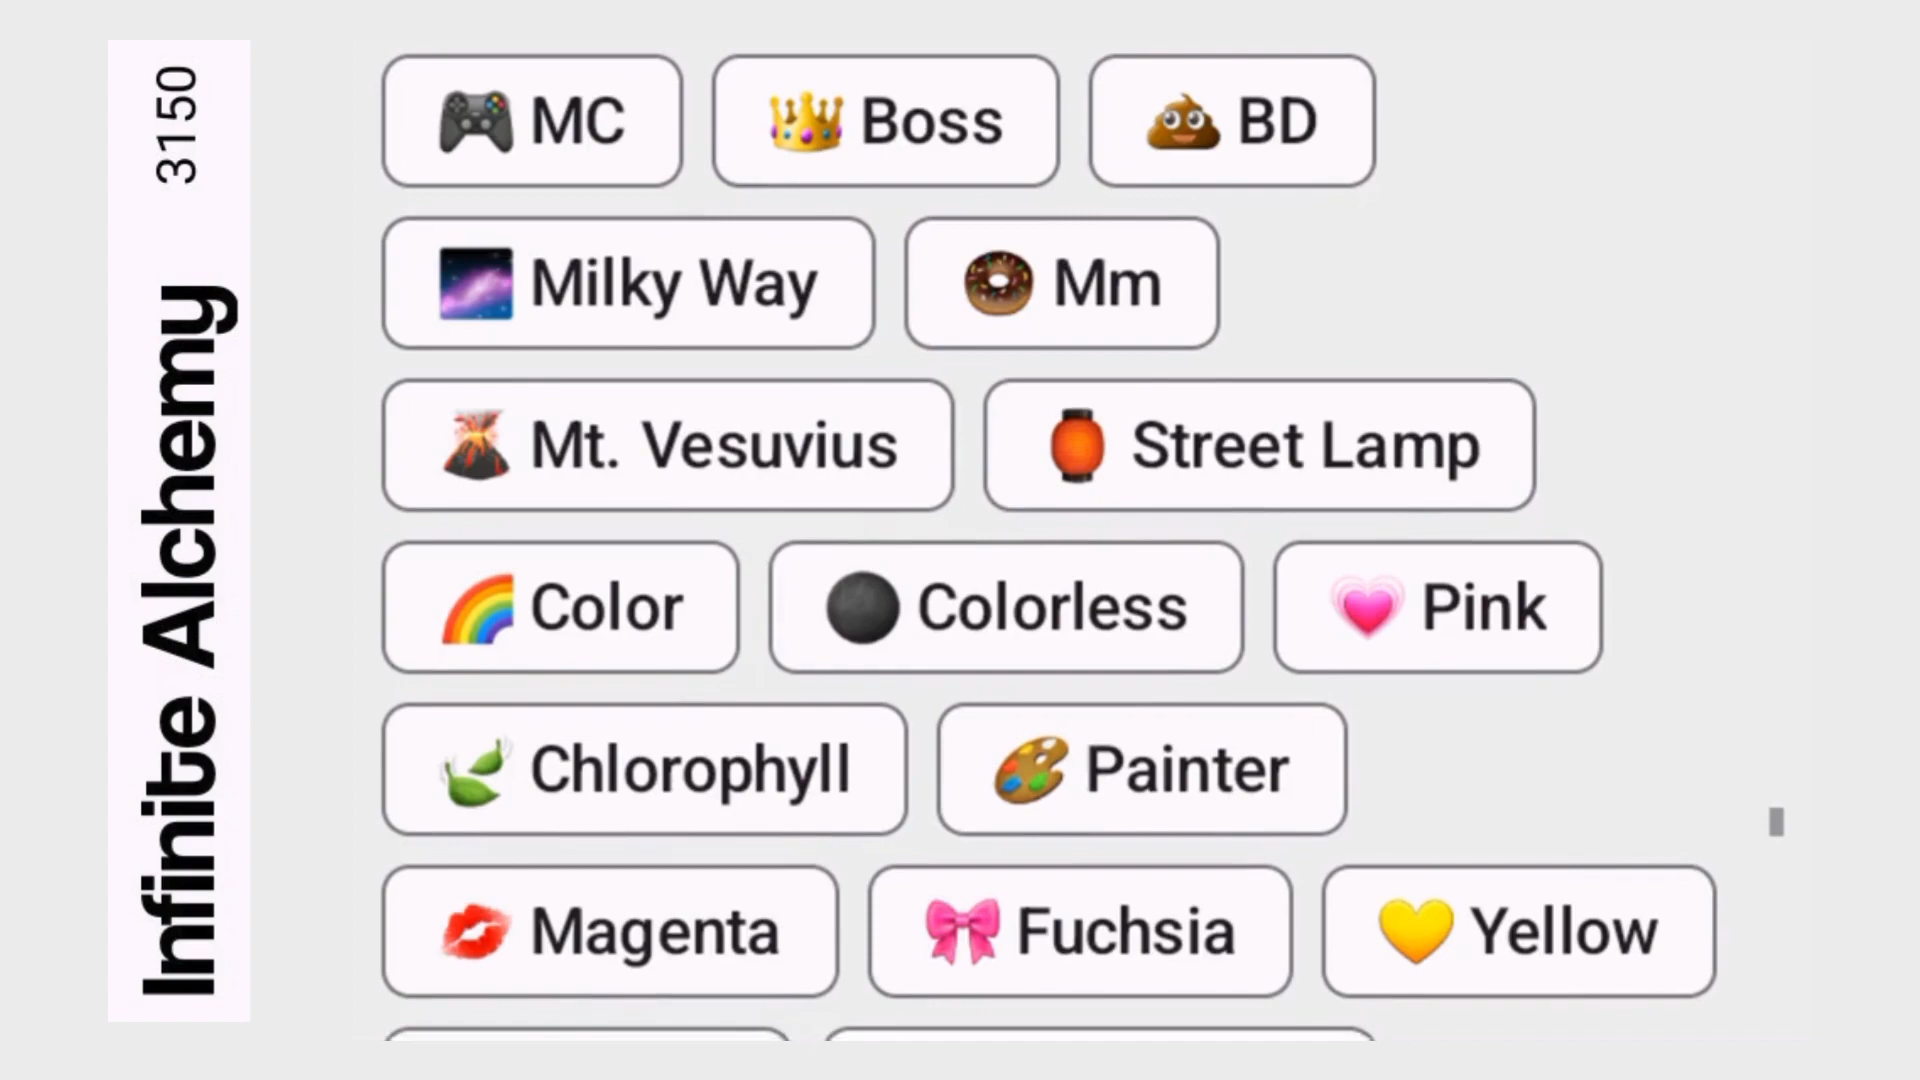 Infinite Alchemy 3150
MC Boss BD
Milky Way Mm
Mt. Vesuvius Street Lamp
Color Colorless Pink
Chlorophyll Painter
Magenta Fuchsia Yellow